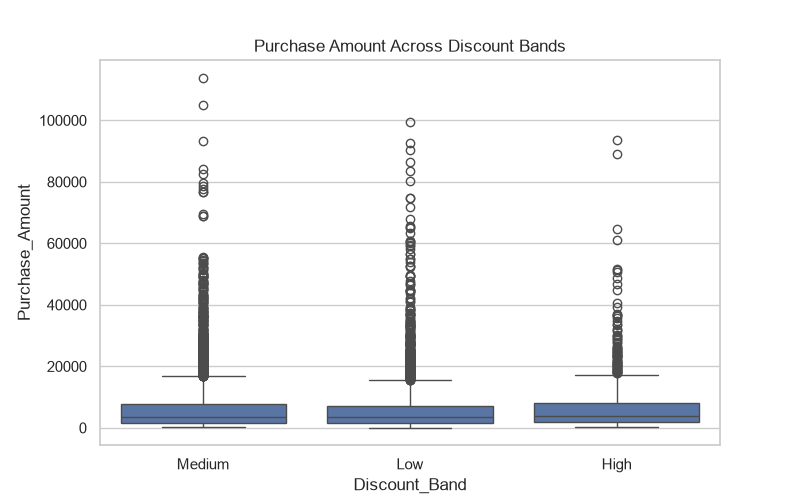 Purchase Amount Across Discount Bands
Purchase_Amount
100000
80000
60000
40000
20000
0
Medium Low High
Discount_Band